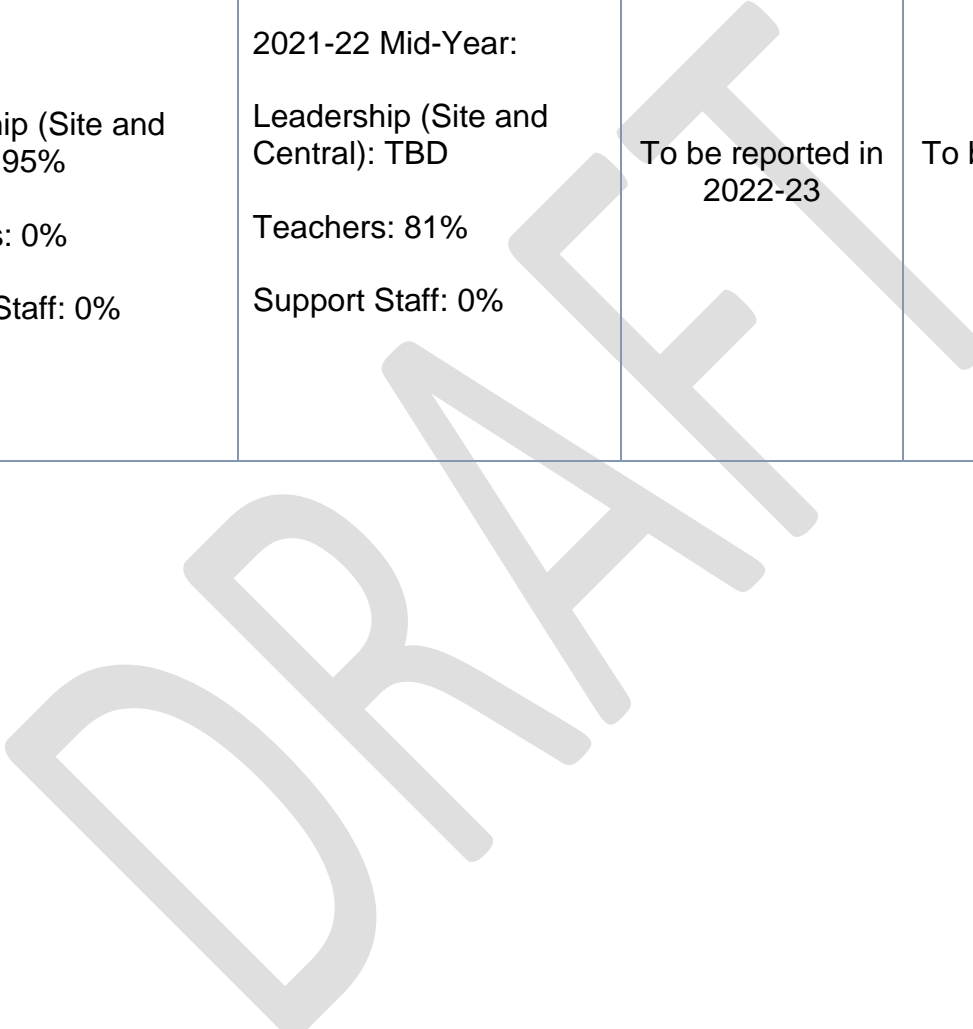 ip (Site and
95%
s: 0%
Staff: 0%
2021-22 Mid-Year:
Leadership (Site and
Central): TBD
Teachers: 81%
Support Staff: 0%
To be reported in
2022-23
To b
DRAFT